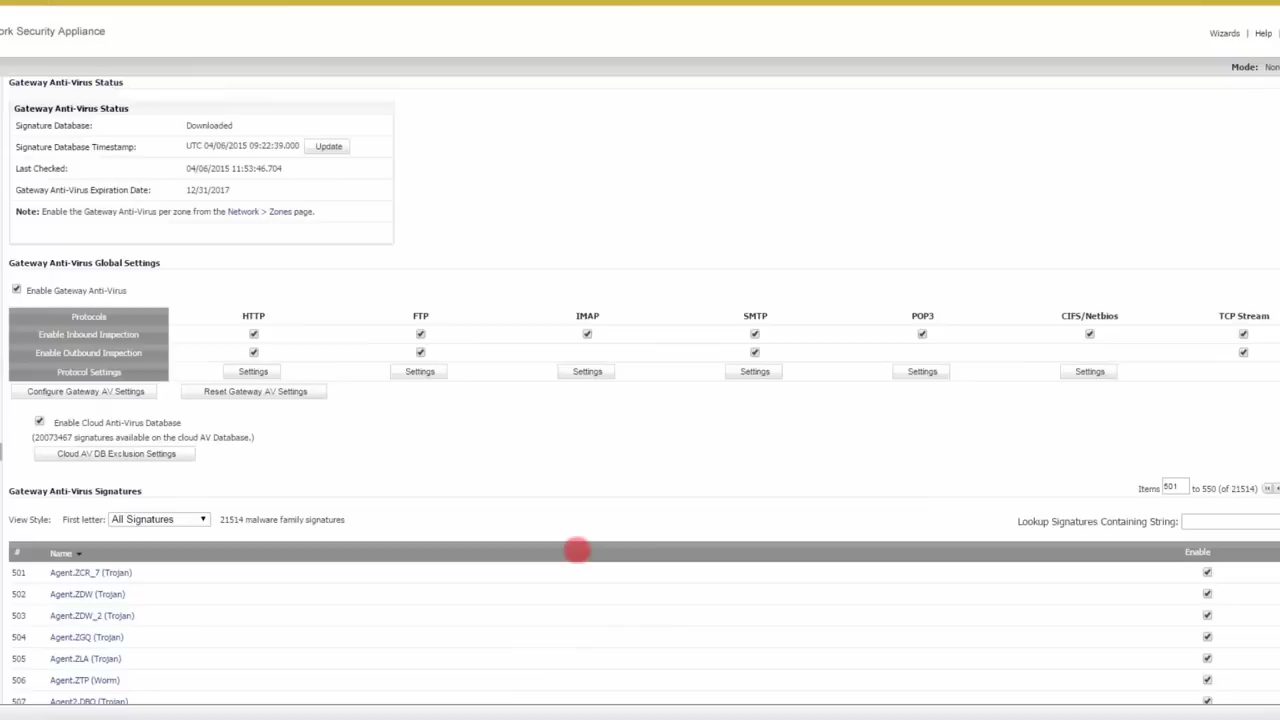 ork Security Appliance
Wizards | Help |
Mode: Non
Gateway Anti-Virus Status
Gateway Anti-Virus Status
Signature Database: Downloaded
Signature Database Timestamp: UTC 04/06/2015 09:22:39.000 Update
Last Checked: 04/06/2015 11:53:46.704
Gateway Anti-Virus Expiration Date: 12/31/2017
Note: Enable the Gateway Anti-Virus per zone from the Network > Zones page.
Gateway Anti-Virus Global Settings
Enable Gateway Anti-Virus
Protocols HTTP FTP IMAP SMTP POP3 CIFS/Netbios TCP Stream
Enable Inbound Inspection
Enable Outbound Inspection
Protocol Settings Settings Settings Settings Settings Settings Settings
Configure Gateway AV Settings Reset Gateway AV Settings
Enable Cloud Anti-Virus Database
(20073467 signatures available on the cloud AV Database.)
Cloud AV DB Exclusion Settings
Gateway Anti-Virus Signatures
Items 501 to 550 (of 21514)
View Style: First letter: All Signatures 21514 malware family signatures
Lookup Signatures Containing String:
# Name Enable
501 Agent.ZCR_7 (Trojan)
502 Agent.ZDW (Trojan)
503 Agent.ZDW_2 (Trojan)
504 Agent.ZGQ (Trojan)
505 Agent.ZLA (Trojan)
506 Agent.ZTP (Worm)
507 Agent2.DBO (Trojan)